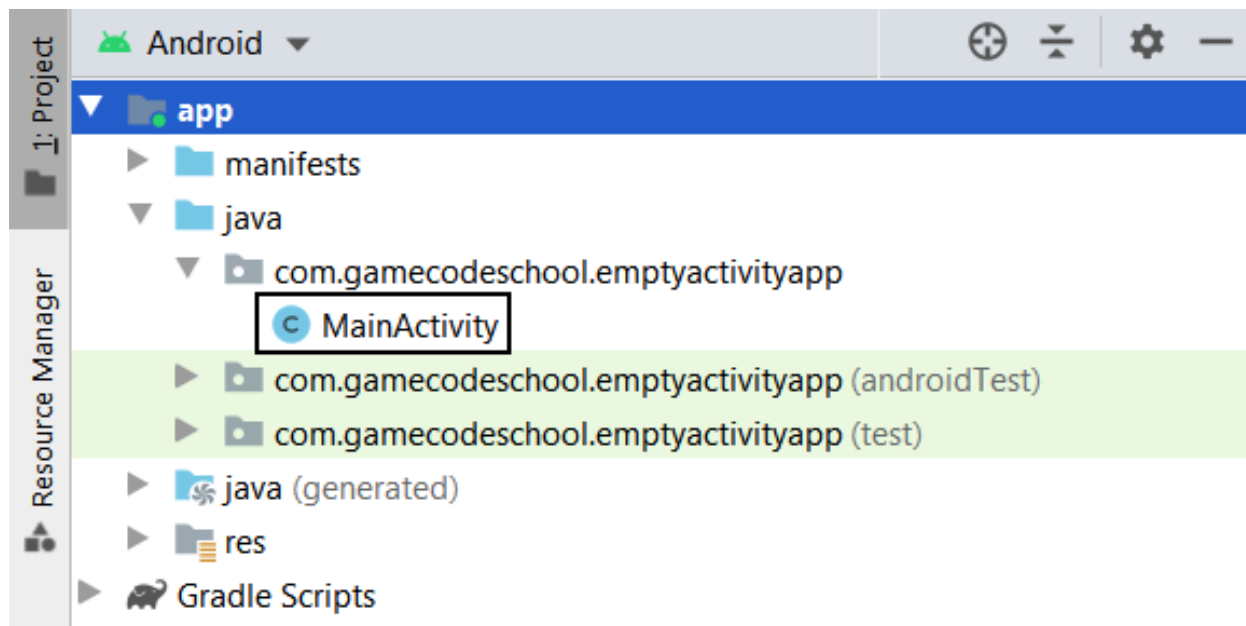 1: Project
Resource Manager
Android
app
manifests
java
com.gamecodeschool.emptyactivityapp
C MainActivity
com.gamecodeschool.emptyactivityapp (androidTest)
com.gamecodeschool.emptyactivityapp (test)
java (generated)
res
Gradle Scripts